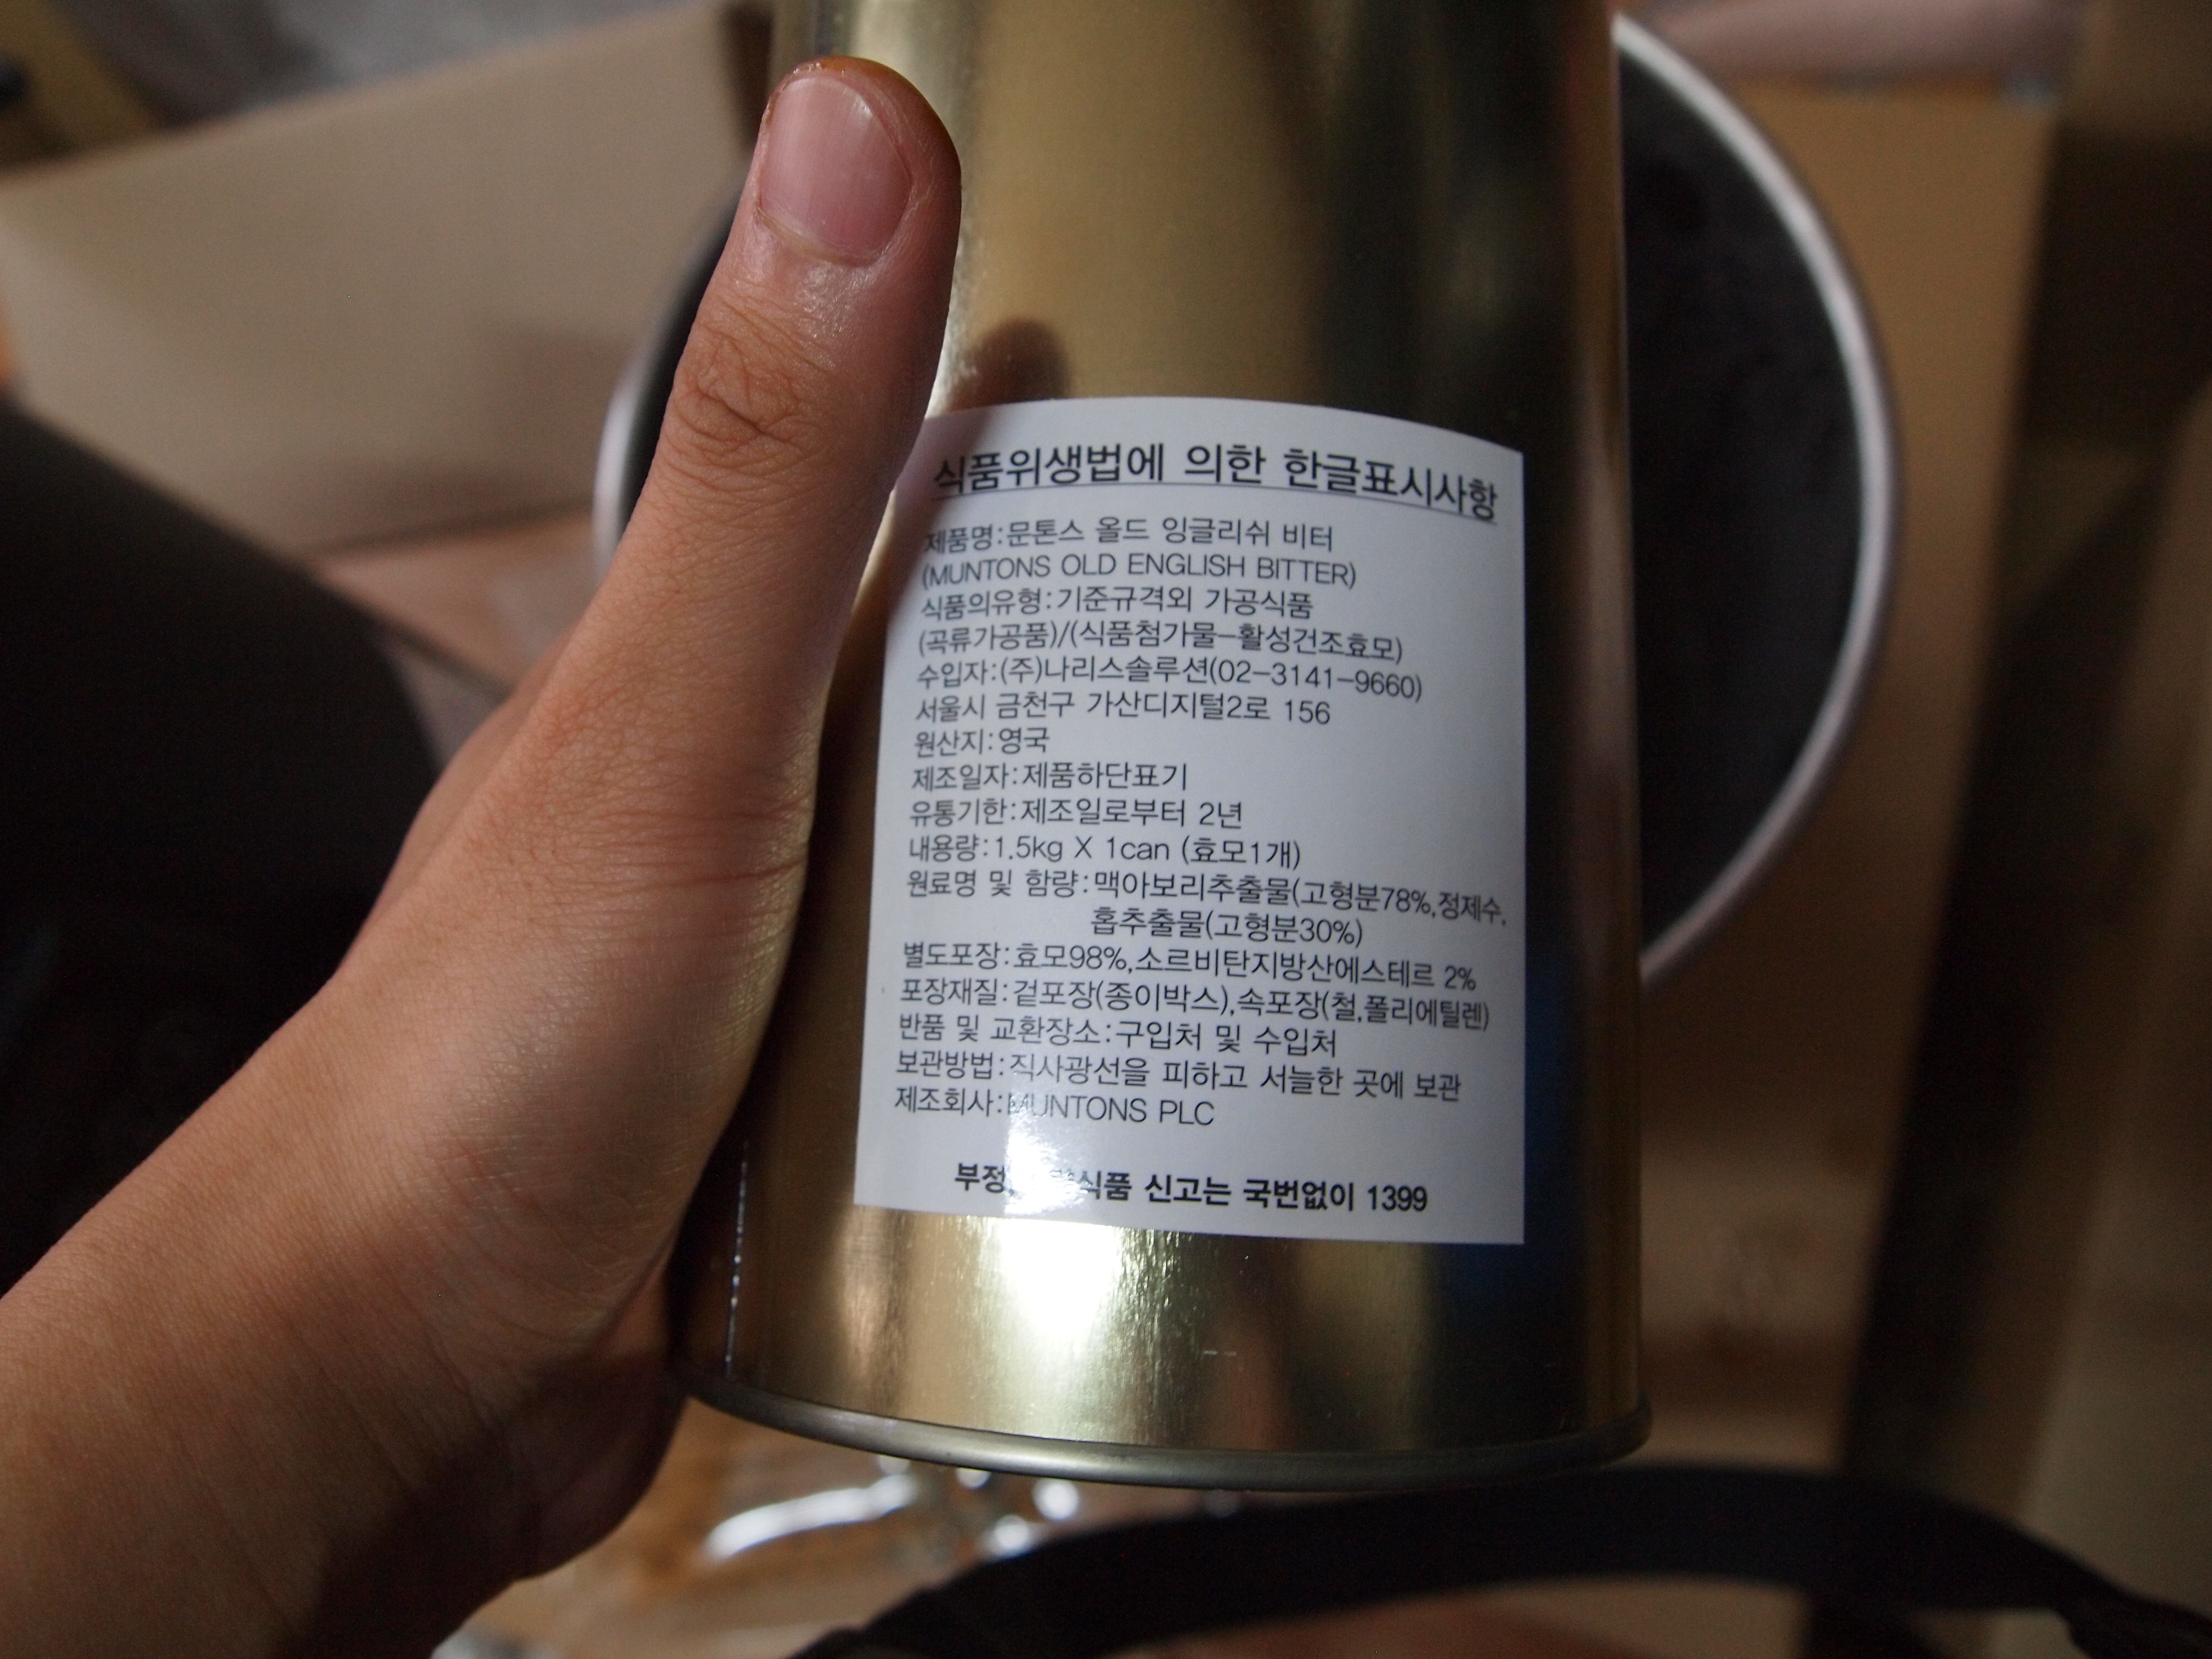 식품위생법에 의한 한글표시사항
제품명:문톤스 올드 잉글리쉬 비터
(MUNTONS OLD ENGLISH BITTER)
식품의유형:기준규격외 가공식품
(곡류가공품)/(식품첨가물-활성건조효모)
수입자:(주)나리스솔루션(02-3141-9660)
서울시 금천구 가산디지털2로 156
원산지:영국
제조일자:제품하단표기
유통기한:제조일로부터 2년
내용량:1.5kg X 1can (효모1개)
원료명 및 함량:맥아보리추출물(고형분78%,정제수,
홉추출물(고형분30%)
별도포장:효모98%,소르비탄지방산에스테르 2%
포장재질:겉포장(종이박스),속포장(철,폴리에틸렌)
반품 및 교환장소:구입처 및 수입처
보관방법:직사광선을 피하고 서늘한 곳에 보관
제조회사:MUNTONS PLC
신고는 국번없이 1399